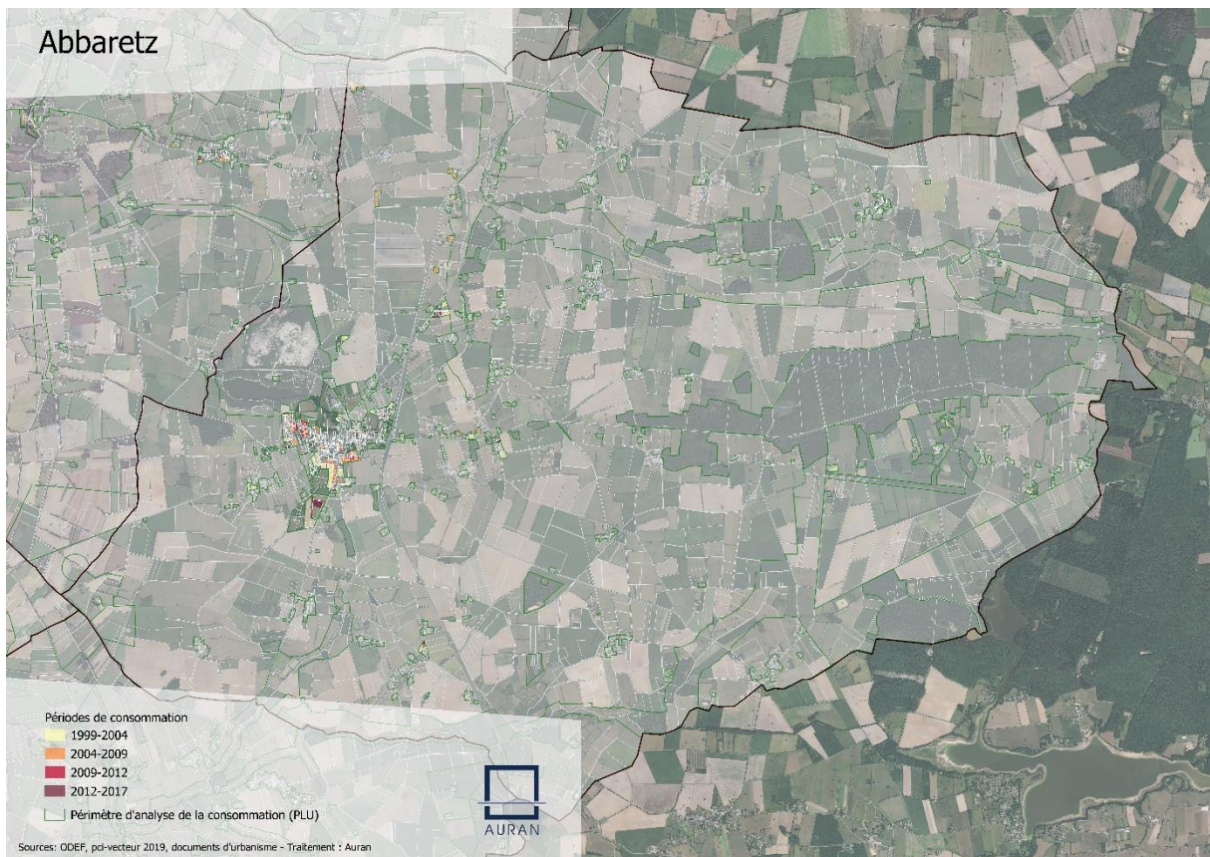 Abbaretz
Périodes de consommation
1999-2004
2004-2009
2009-2012
2012-2017
Périmètre d'analyse de la consommation (PLU)
AURAN
Sources: ODEF, pci-vecteur 2019, documents d'urbanisme - Traitement : Auran